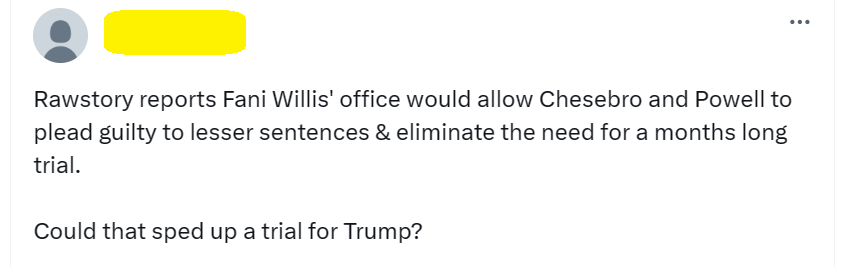 Rawstory reports Fani Willis' office would allow Chesebro and Powell to
plead guilty to lesser sentences & eliminate the need for a months long
trial.
Could that sped up a trial for Trump?